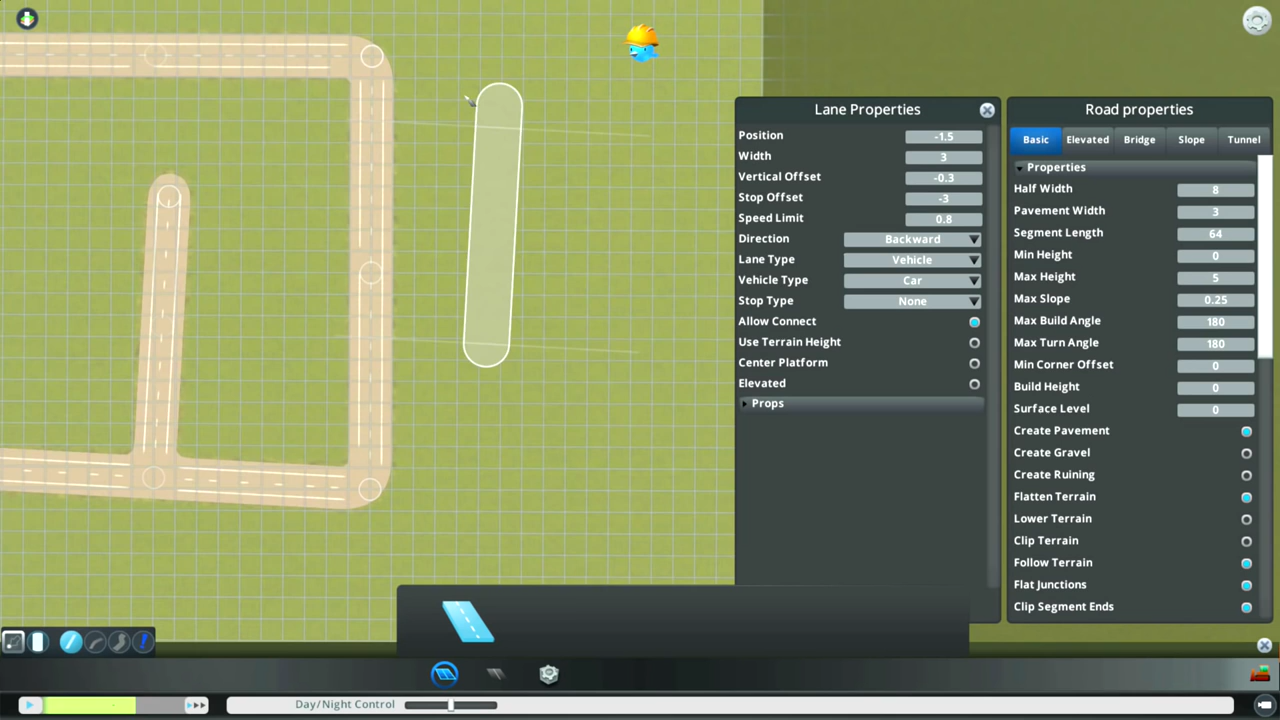 Lane Properties
Position -1.5
Width 3
Vertical Offset -0.3
Stop Offset -3
Speed Limit 0.8
Direction Backward
Lane Type Vehicle
Vehicle Type Car
Stop Type None
Allow Connect
Use Terrain Height
Center Platform
Elevated
Props
Road properties
Basic Elevated Bridge Slope Tunnel
Properties
Half Width 8
Pavement Width 3
Segment Length 64
Min Height 0
Max Height 5
Max Slope 0.25
Max Build Angle 180
Max Turn Angle 180
Min Corner Offset 0
Build Height 0
Surface Level 0
Create Pavement
Create Gravel
Create Ruining
Flatten Terrain
Lower Terrain
Clip Terrain
Follow Terrain
Flat Junctions
Clip Segment Ends
Day/Night Control